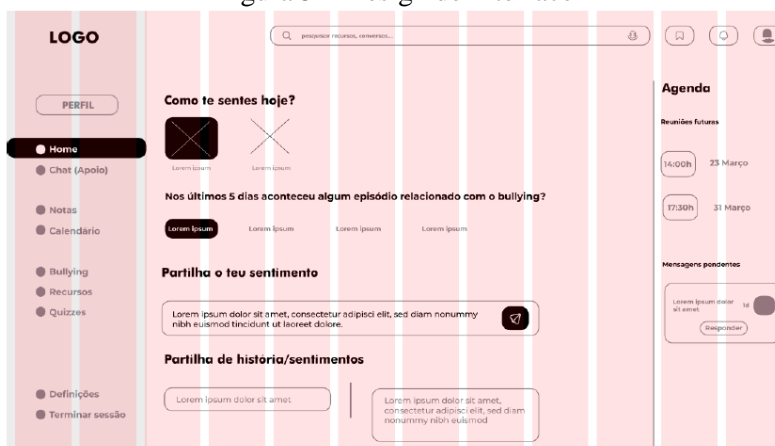 LOGO
pesquisar recursos, conversas...
PERFIL
Home
Chat (Apoio)
Notas
Calendário
Bullying
Recursos
Quizzes
Definições
Terminar sessão
Como te sentes hoje?
Lorem ipsum
Lorem ipsum
Nos últimos 5 dias aconteceu algum episódio relacionado com o bullying?
Lorem ipsum
Lorem ipsum
Lorem ipsum
Lorem ipsum
Partilha o teu sentimento
Lorem ipsum dolor sit amet, consectetur adipisci elit, sed diam nonummy
nibh euismod tincidunt ut laoreet dolore.
Partilha de história/sentimentos
Lorem ipsum dolor sit amet
Lorem ipsum dolor sit amet,
consectetur adipisci elit, sed diam
nonummy nibh euismod
Agenda
Reuniões futuras
14:00h
23 Março
17:30h
31 Março
Mensagens pendentes
Lorem ipsum dolor
sit amet
1d
Responder